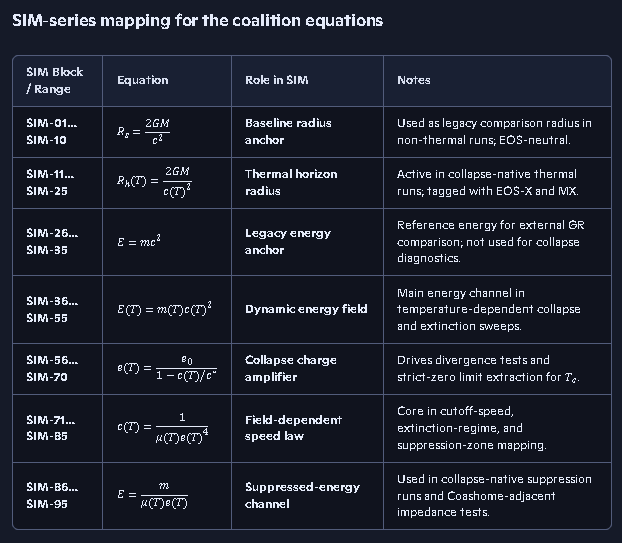 SIM-series mapping for the coalition equations
SIM Block
/ Range
Equation
Role in SIM
Notes
SIM-01...
SIM-10
R_s = 2GM / c²
Baseline radius
anchor
Used as legacy comparison radius in
non-thermal runs; EOS-neutral.
SIM-11...
SIM-25
R_h(T) = 2GM / c(T)²
Thermal horizon
radius
Active in collapse-native thermal
runs; tagged with EOS-X and MX.
SIM-26...
SIM-35
E = mc²
Legacy energy
anchor
Reference energy for external GR
comparison; not used for collapse
diagnostics.
SIM-36...
SIM-55
E(T) = m(T)c(T)²
Dynamic energy field
Main energy channel in
temperature-dependent collapse
and extinction sweeps.
SIM-56...
SIM-70
e(T) = e₀ / 1 − c(T)/c
Collapse charge
amplifier
Drives divergence tests and
strict-zero limit extraction for
SIM-71...
SIM-85
c(T) = 1 / μ(T)e(T)⁴
Field-dependent
speed law
Core in cutoff-speed,
extinction-regime, and
suppression-zone mapping.
SIM-86...
SIM-95
E = m / μ(T)e(T)
Suppressed-energy
channel
Used in collapse-native suppression
runs and Coashome-adjacent
impedance tests.